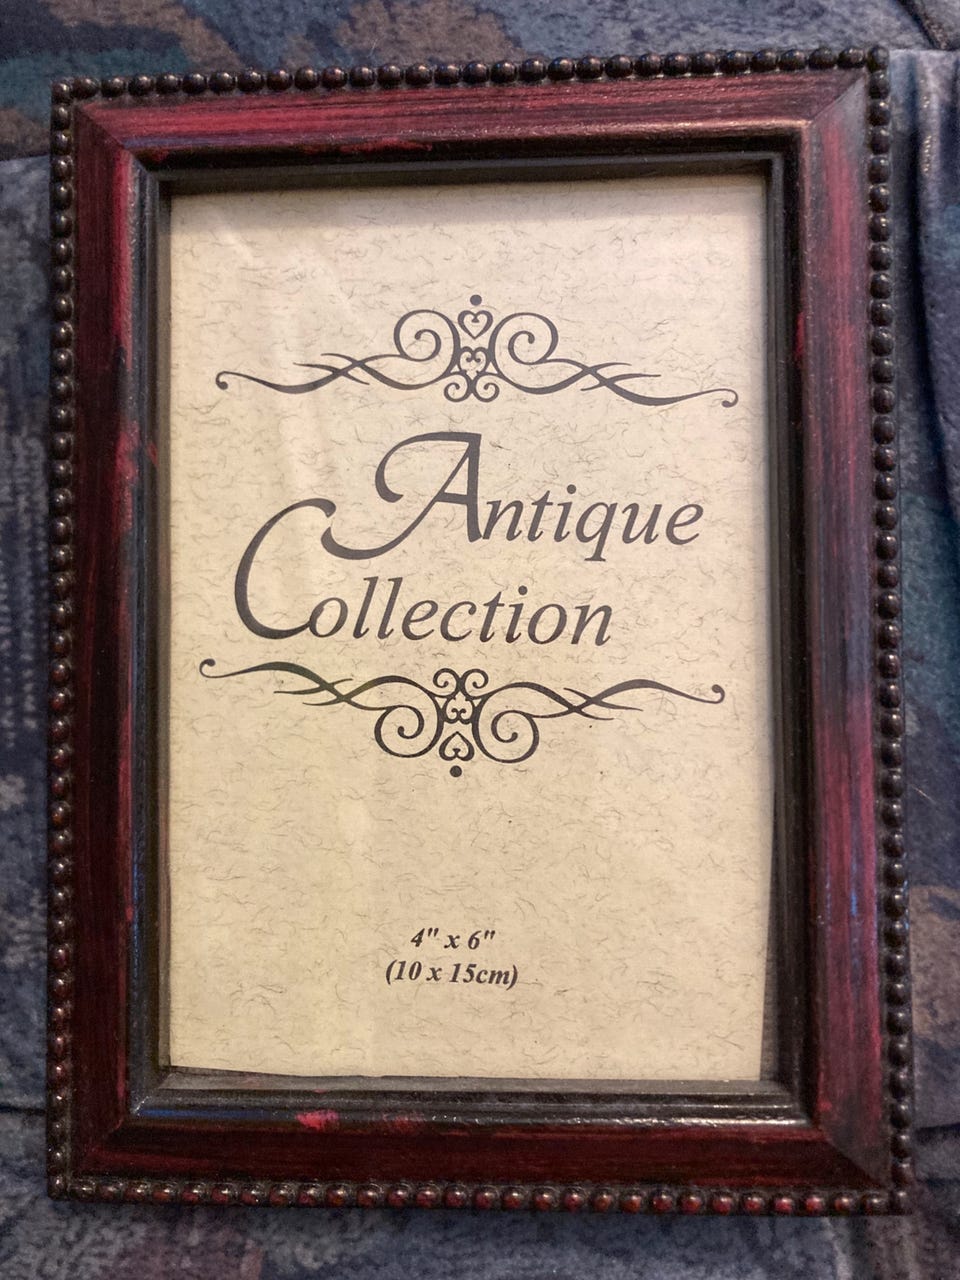 Antique
Collection
4" x 6"
(10 x 15cm)